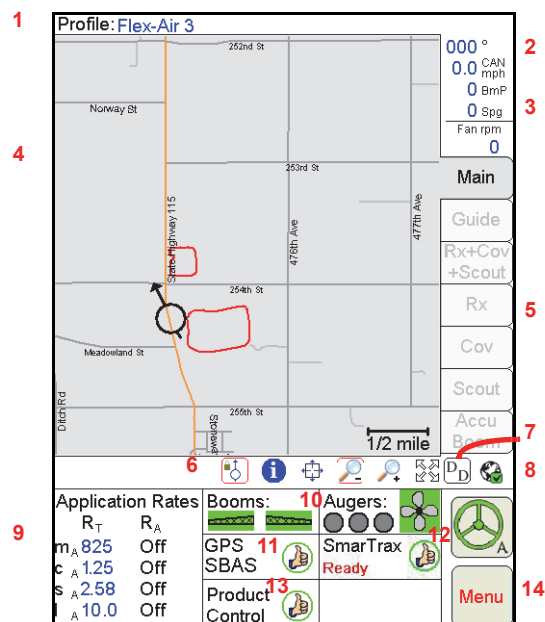 1
Profile: Flex-Air 3
252nd St
000 °
2
0.0 CAN mph
0 BmP
0 Spg
3
Fan rpm
0
Norway St
4
253rd St
Main
State Highway 115
476th Ave
477th Ave
Guide
Rx+Cov
+Scout
254th St
Rx
5
Meadowland St
Cov
Scout
Ditch Rd
255th St
Accu
Boom
7
1/2 mile
6
i
DD
8
Application Rates
Booms:
10
Augers:
RT
RA
9
mA 825 Off
11
GPS
SBAS
SmarTrax
Ready
12
A
cA 1.25 Off
sA 2.58 Off
A 10.0 Off
13
Product
Control
Menu
14